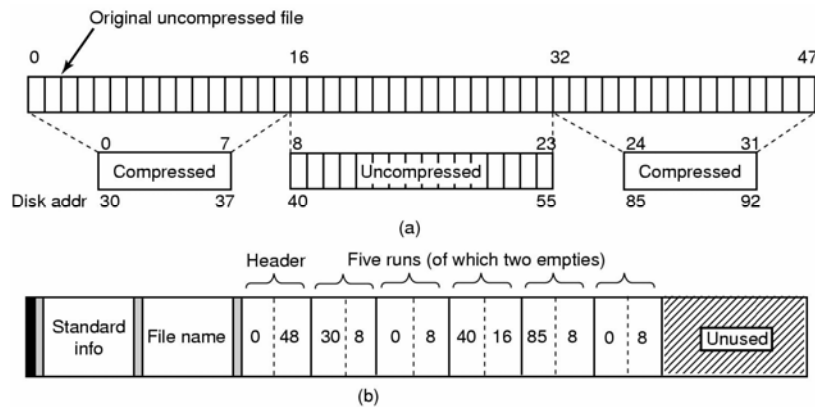 Original uncompressed file
0 16 32 47
0 7 8 23 24 31
Compressed Uncompressed Compressed
Disk addr 30 37 40 55 85 92
(a)
Header Five runs (of which two empties)
Standard info File name 0 48 30 8 0 8 40 16 85 8 0 8 Unused
(b)